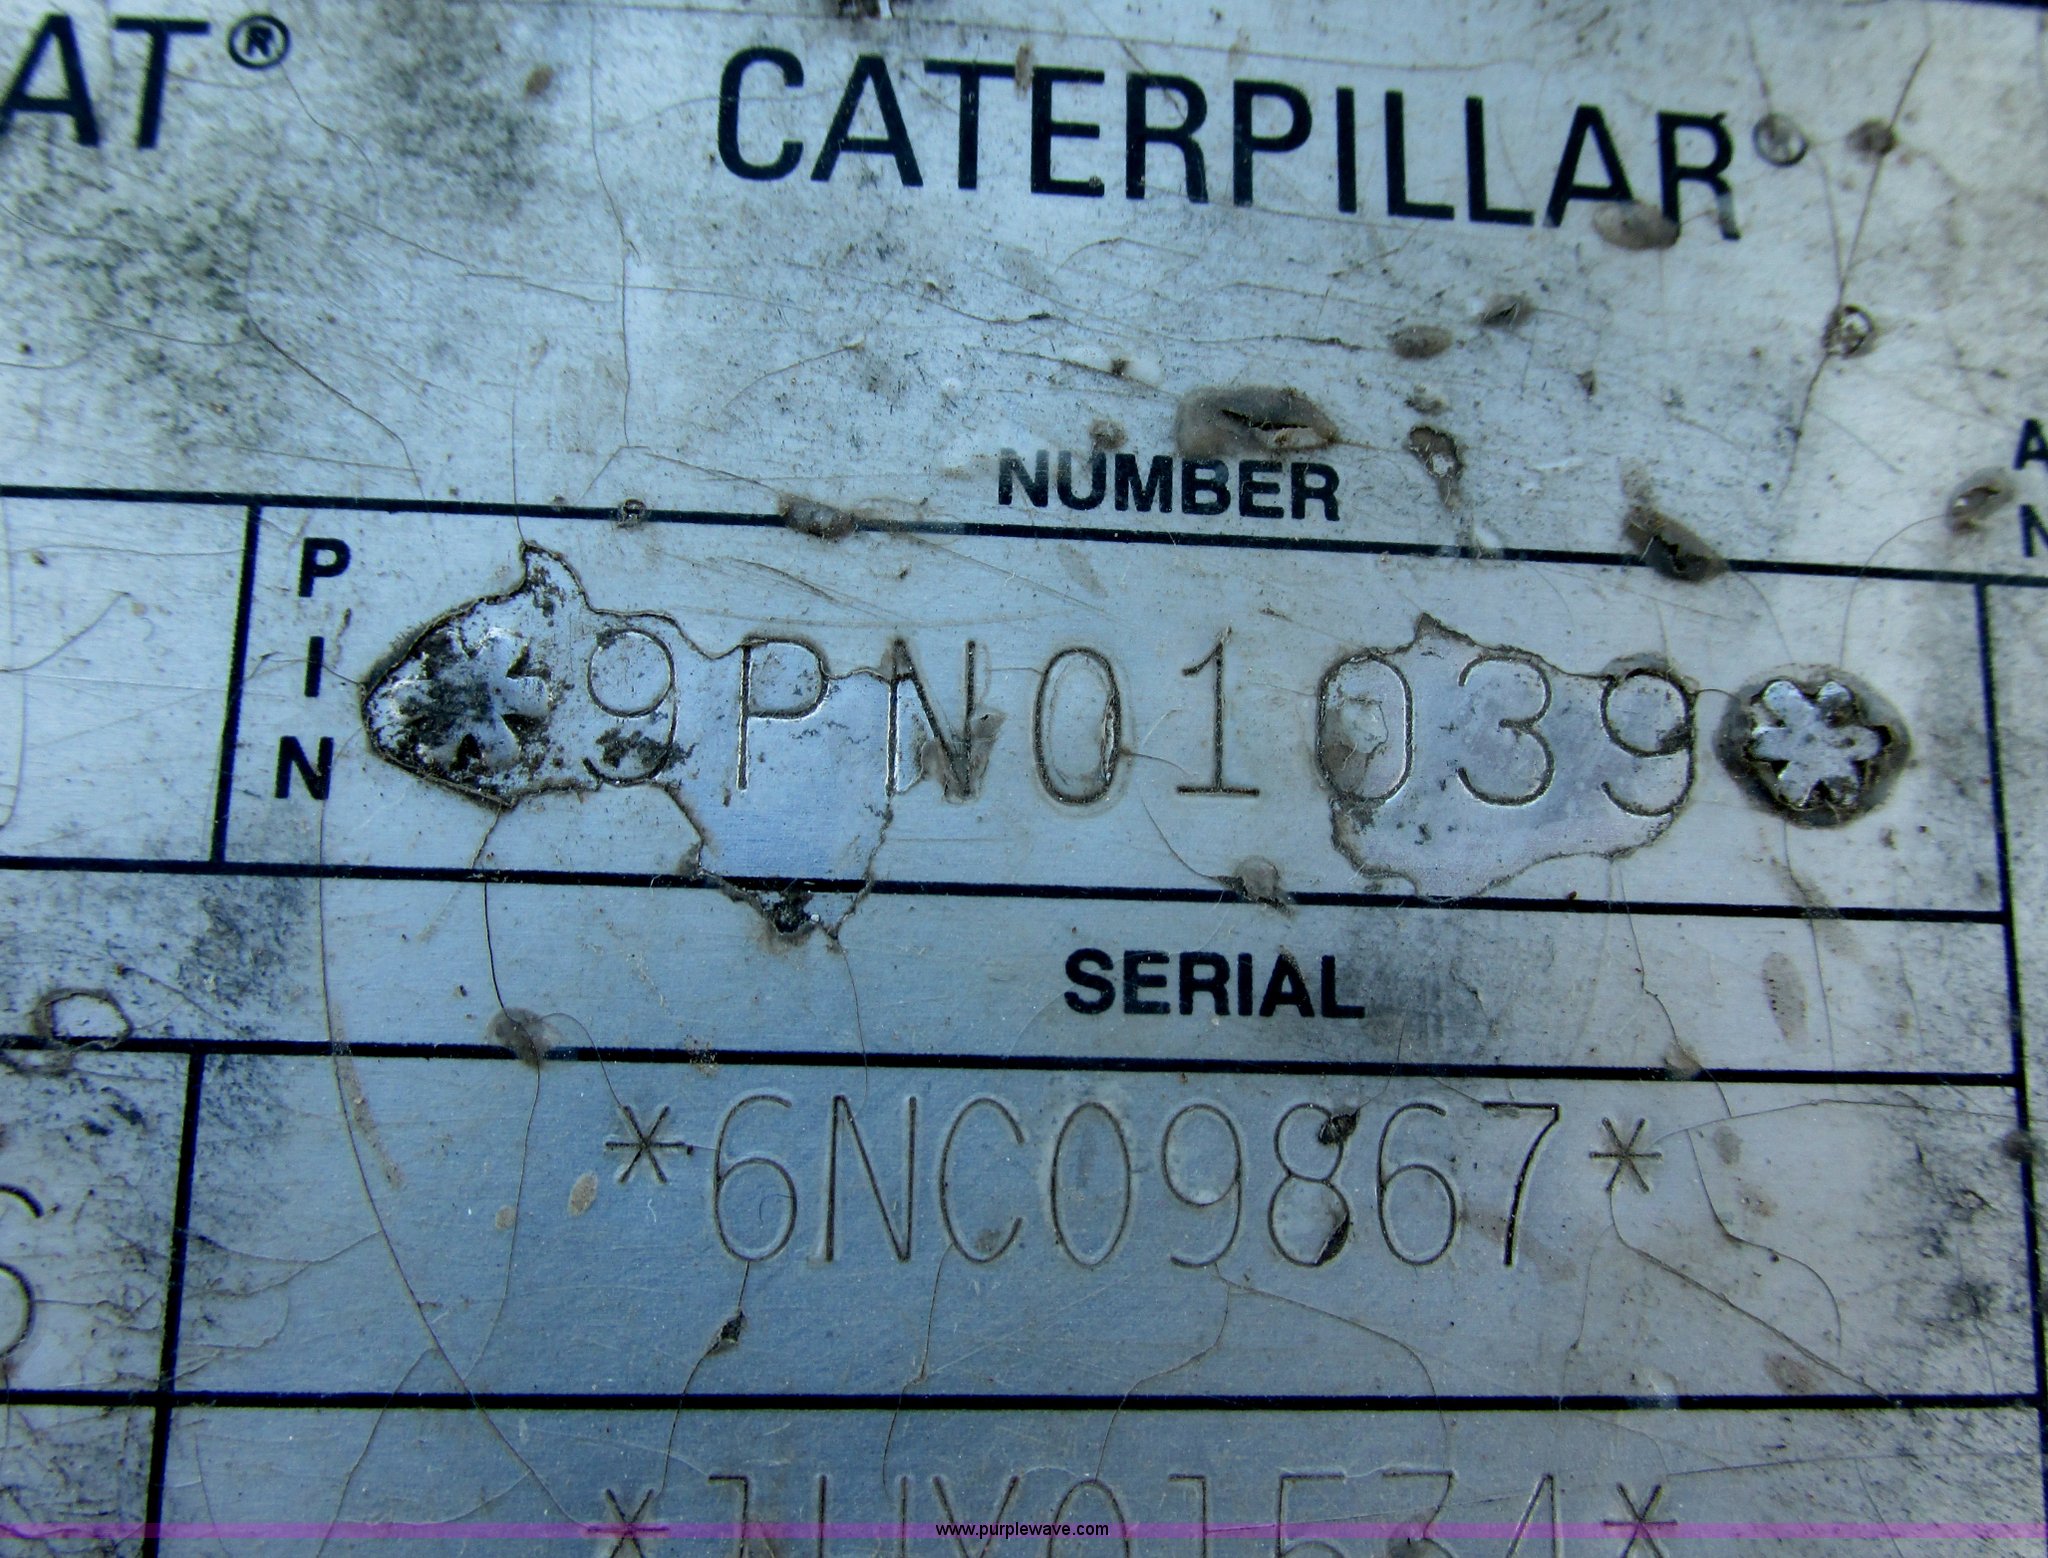 AT® CATERPILLAR®
NUMBER
PIN
9PN01039
SERIAL
*6NC09867*
www.purplewave.com